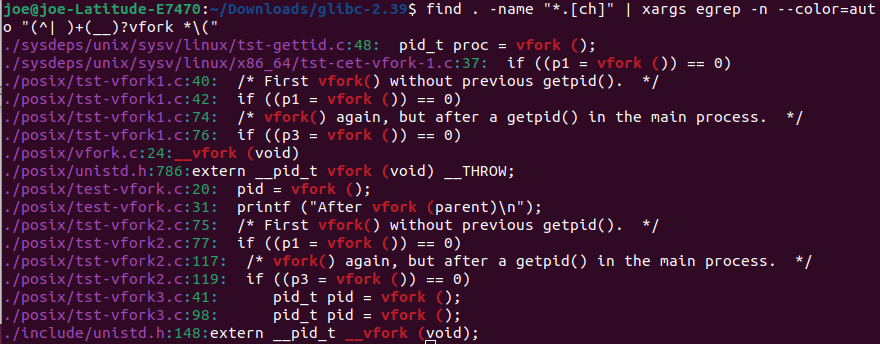 joe@joe-Latitude-E7470:~/Downloads/glibc-2.39$ find . -name "*.[ch]" | xargs egrep -n --color=aut
o "(^| )+(__)?vfork *\("
./sysdeps/unix/sysv/linux/tst-gettid.c:48:  pid_t proc = vfork ();
./sysdeps/unix/sysv/linux/x86_64/tst-cet-vfork-1.c:37:  if ((p1 = vfork ()) == 0)
./posix/tst-vfork1.c:40:  /* First vfork() without previous getpid().  */
./posix/tst-vfork1.c:42:  if ((p1 = vfork ()) == 0)
./posix/tst-vfork1.c:74:  /* vfork() again, but after a getpid() in the main process.  */
./posix/tst-vfork1.c:76:  if ((p3 = vfork ()) == 0)
./posix/vfork.c:24:__vfork (void)
./posix/unistd.h:786:extern __pid_t vfork (void) __THROW;
./posix/test-vfork.c:20:  pid = vfork ();
./posix/test-vfork.c:31:  printf ("After vfork (parent)\n");
./posix/tst-vfork2.c:75:  /* First vfork() without previous getpid().  */
./posix/tst-vfork2.c:77:  if ((p1 = vfork ()) == 0)
./posix/tst-vfork2.c:117:  /* vfork() again, but after a getpid() in the main process.  */
./posix/tst-vfork2.c:119:  if ((p3 = vfork ()) == 0)
./posix/tst-vfork3.c:41:      pid_t pid = vfork ();
./posix/tst-vfork3.c:98:      pid_t pid = vfork ();
./include/unistd.h:148:extern __pid_t __vfork (void);